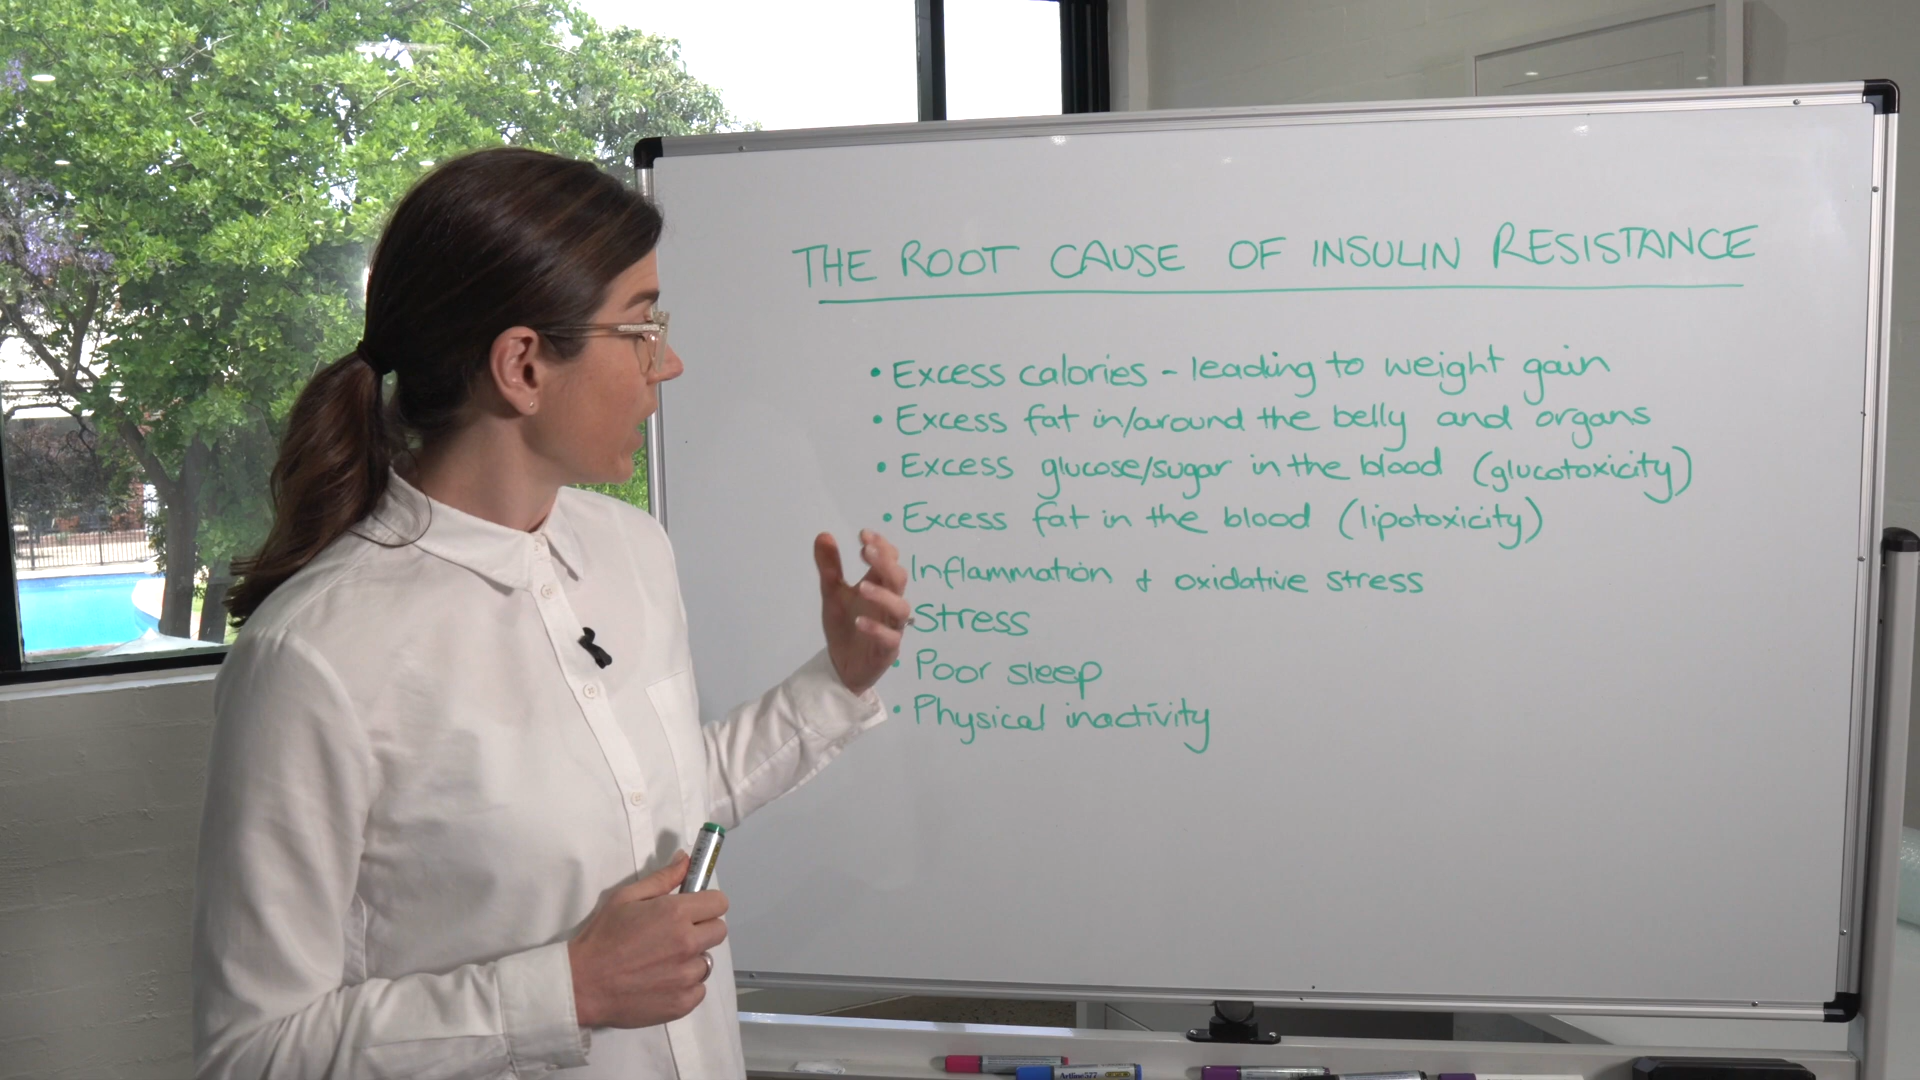 THE ROOT CAUSE OF INSULIN RESISTANCE
• Excess calories - leading to weight gain
• Excess fat in/around the belly and organs
• Excess glucose/sugar in the blood (glucotoxicity)
• Excess fat in the blood (lipotoxicity)
Inflammation & oxidative stress
Stress
• Poor sleep
• Physical inactivity
Artline 577